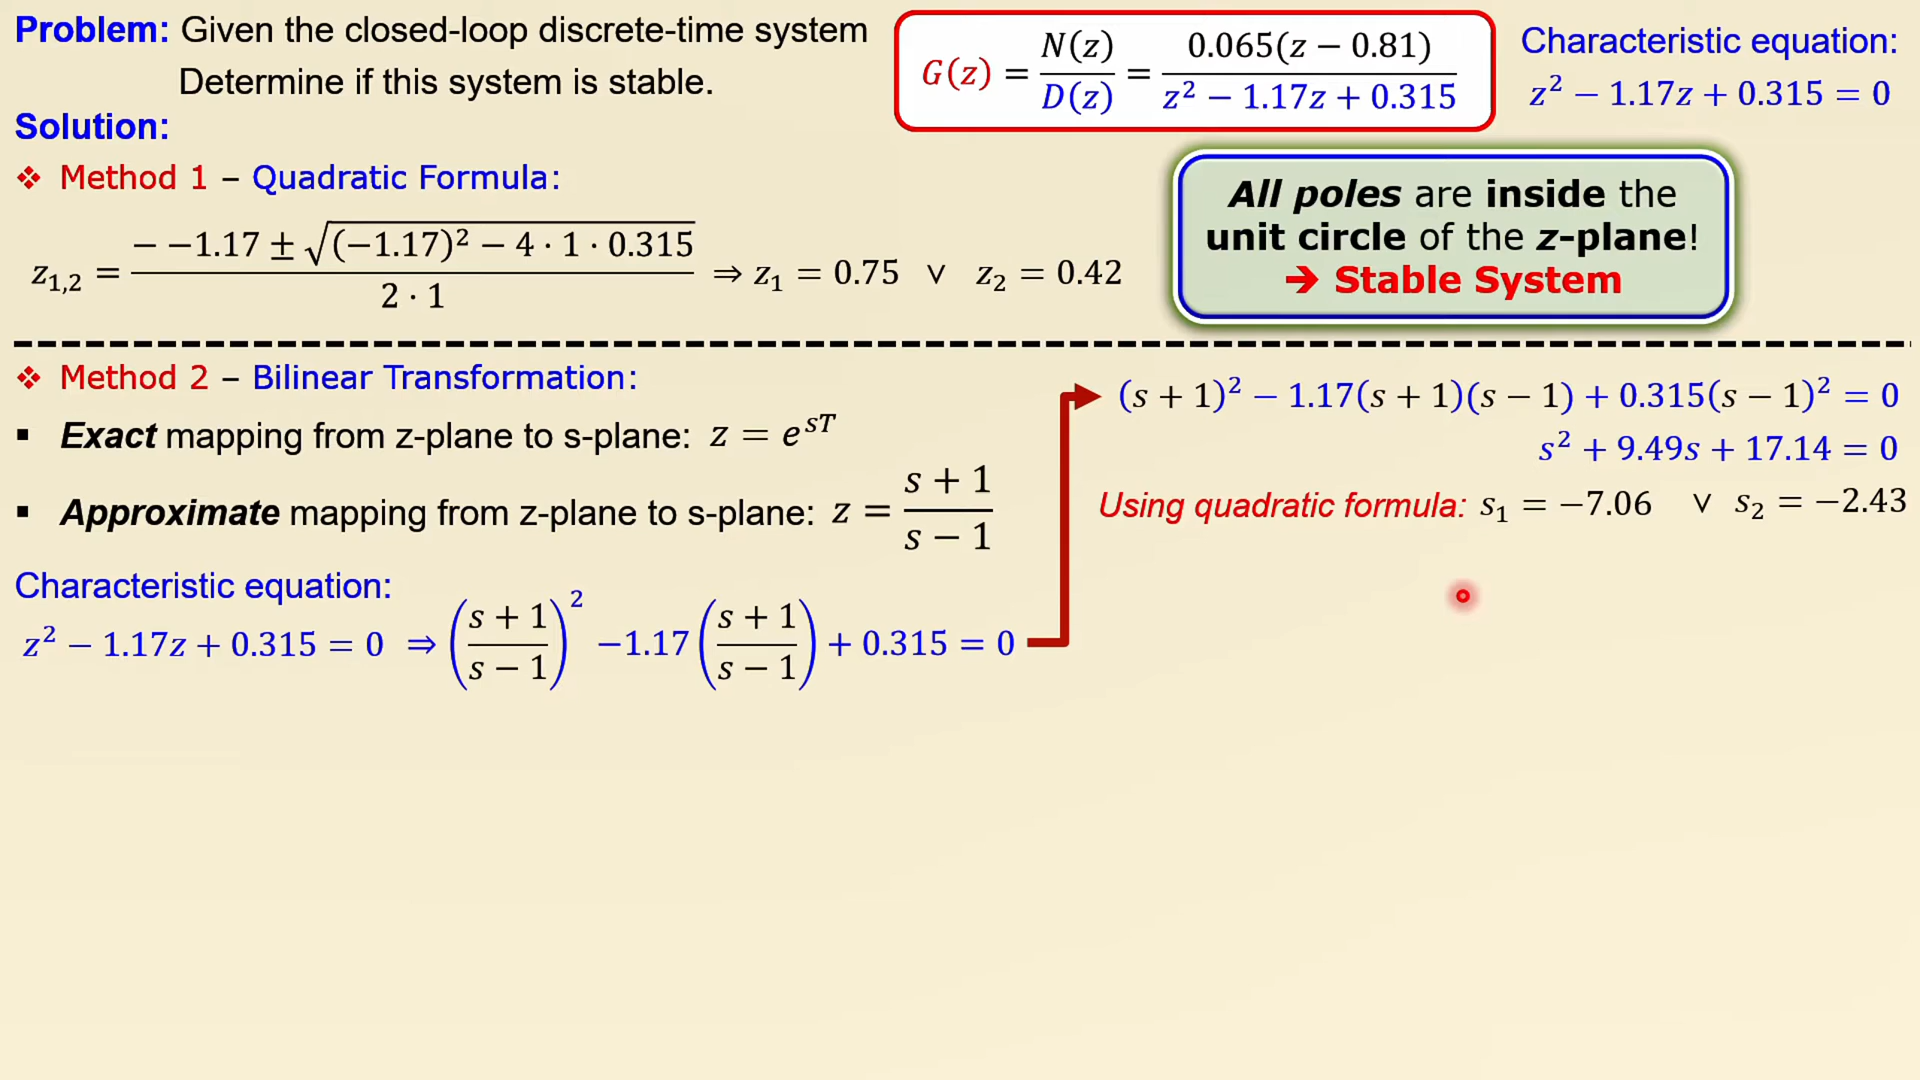 Problem: Given the closed-loop discrete-time system
Determine if this system is stable.
G(z) = N(z)/D(z) = 0.065(z − 0.81)/(z² − 1.17z + 0.315)
Characteristic equation:
z² − 1.17z + 0.315 = 0
Solution:
❖ Method 1 – Quadratic Formula:
z₁,₂ = (− −1.17 ± √((−1.17)² − 4 · 1 · 0.315))/(2 · 1) ⇒ z₁ = 0.75 ∨ z₂ = 0.42
All poles are inside the
unit circle of the z-plane!
➔ Stable System
❖ Method 2 – Bilinear Transformation:
▪ Exact mapping from z-plane to s-plane: z = e^{sT}
▪ Approximate mapping from z-plane to s-plane: z = (s + 1)/(s − 1)
Characteristic equation:
z² − 1.17z + 0.315 = 0 ⇒ ((s + 1)/(s − 1))² −1.17((s + 1)/(s − 1)) + 0.315 = 0
(s + 1)² − 1.17(s + 1)(s − 1) + 0.315(s − 1)² = 0
s² + 9.49s + 17.14 = 0
Using quadratic formula: s₁ = −7.06 ∨ s₂ = −2.43